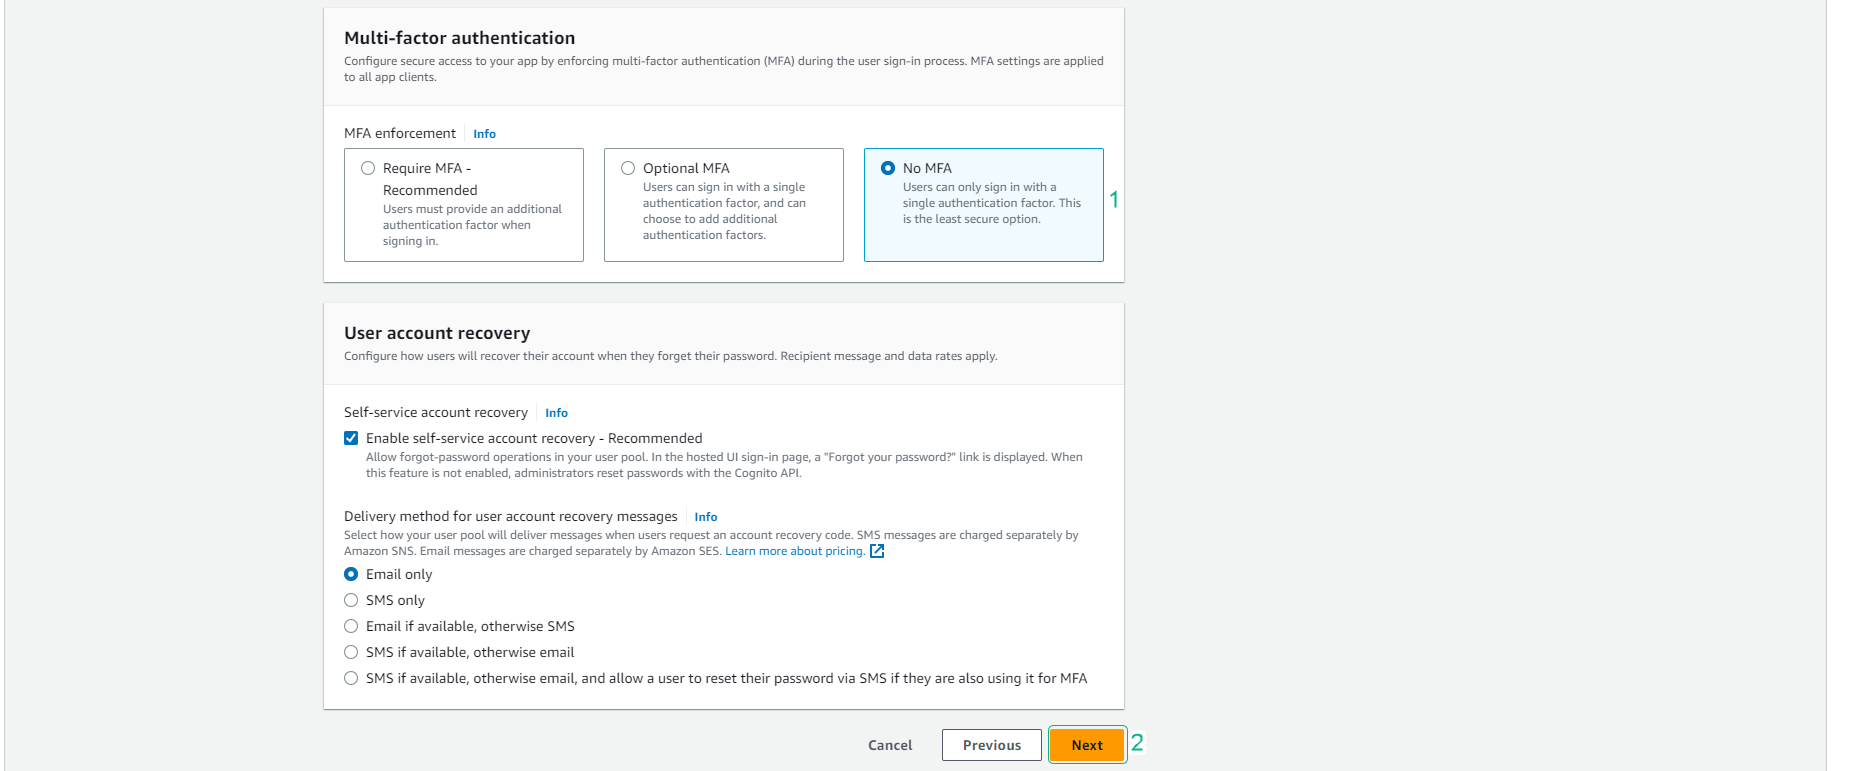 Multi-factor authentication
Configure secure access to your app by enforcing multi-factor authentication (MFA) during the user sign-in process. MFA settings are applied
to all app clients.
MFA enforcement Info
Require MFA -
Recommended
Users must provide an additional
authentication factor when
signing in.
Optional MFA
Users can sign in with a single
authentication factor, and can
choose to add additional
authentication factors.
No MFA
Users can only sign in with a
single authentication factor. This
is the least secure option.
1
User account recovery
Configure how users will recover their account when they forget their password. Recipient message and data rates apply.
Self-service account recovery Info
Enable self-service account recovery - Recommended
Allow forgot-password operations in your user pool. In the hosted UI sign-in page, a "Forgot your password?" link is displayed. When
this feature is not enabled, administrators reset passwords with the Cognito API.
Delivery method for user account recovery messages Info
Select how your user pool will deliver messages when users request an account recovery code. SMS messages are charged separately by
Amazon SNS. Email messages are charged separately by Amazon SES. Learn more about pricing.
Email only
SMS only
Email if available, otherwise SMS
SMS if available, otherwise email
SMS if available, otherwise email, and allow a user to reset their password via SMS if they are also using it for MFA
Cancel Previous Next 2